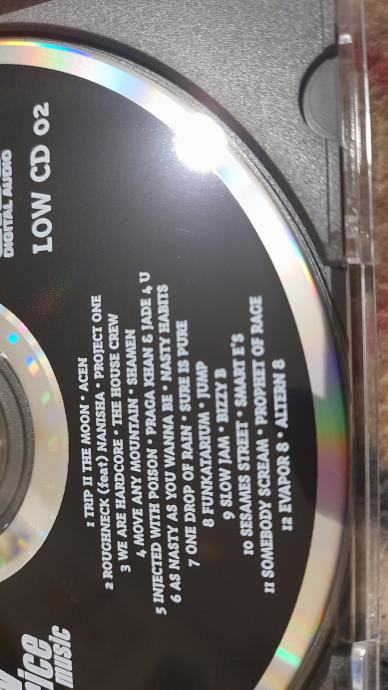 DIGITAL AUDIO
LOW CD 02
1 TRIP II THE MOON • ACEN
2 ROUGHNECK (feat) NANISHA • PROJECT ONE
3 WE ARE HARDCORE • THE HOUSE CREW
4 MOVE ANY MOUNTAIN • SHAMEN
5 INJECTED WITH POISON • PRAGA KHAN & JADE 4 U
6 AS NASTY AS YOU WANNA BE • NASTY HABITS
7 ONE DROP OF RAIN • SURE IS PURE
8 FUNKATARIUM • JUMP
9 SLOW JAM • BIZZY B
10 SESAMES STREET • SMART E'S
11 SOMEBODY SCREAM • PROPHET OF RAGE
12 EVAPOR 8 • ALTERN 8
music